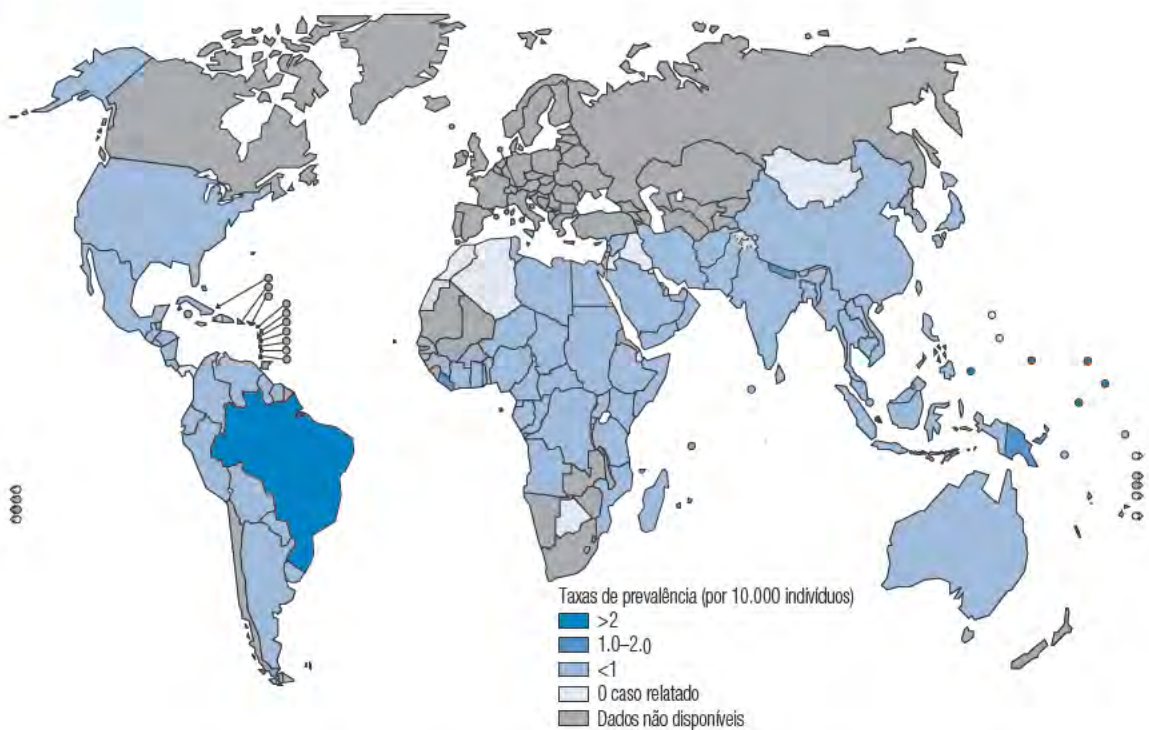 Taxas de prevalência (por 10.000 indivíduos)
>2
1.0–2.0
<1
0 caso relatado
Dados não disponíveis